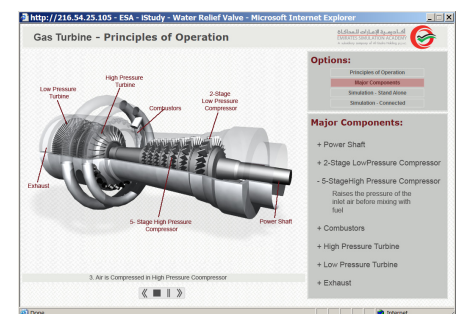 http://216.54.25.105 - ESA - iStudy - Water Relief Valve - Microsoft Internet Explorer
Gas Turbine - Principles of Operation
EMIRATES SIMULATION ACADEMY
Options:
Principles of Operation
Major Components
Simulation - Stand Alone
Simulation - Connected
High Pressure
Turbine
Low Pressure
Turbine
2-Stage
Low Pressure
Compressor
Combustors
Exhaust
5- Stage High Pressure
Compressor
Power Shaft
3. Air is Compressed in High Pressure Coompressor
Major Components:
+ Power Shaft
+ 2-Stage LowPressure Compressor
- 5-StageHigh Pressure Compressor
Raises the pressure of the
inlet air before mixing with
fuel
+ Combustors
+ High Pressure Turbine
+ Low Pressure Turbine
+ Exhaust
Done
Internet